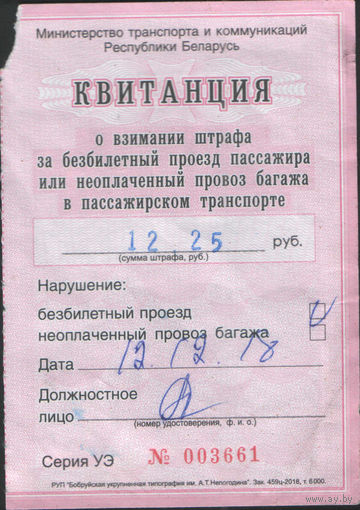 Министерство транспорта и коммуникаций
Республики Беларусь
КВИТАНЦИЯ
о взимании штрафа
за безбилетный проезд пассажира
или неоплаченный провоз багажа
в пассажирском транспорте
12 25 руб.
(сумма штрафа, руб.)
Нарушение:
безбилетный проезд
неоплаченный провоз багажа
Дата 12.12.18
Должностное
лицо
(номер удостоверения, ф. и о.)
Серия УЭ № 003661
РУП "Бобруйская укрупненная типография им. А.Т.Непогодина". Зак. 459ц-2018, т. 6000.
ay.by